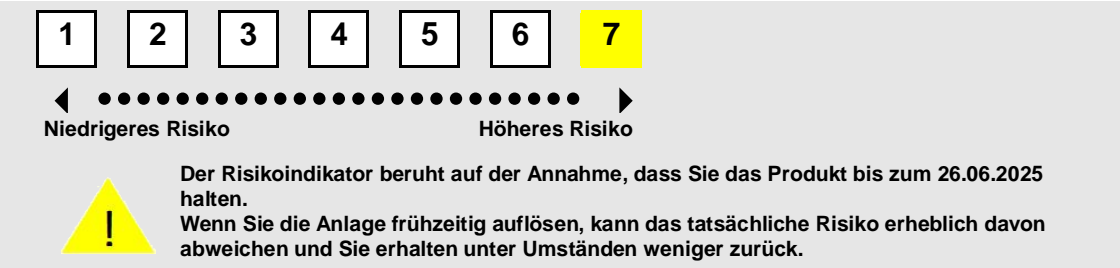 1 2 3 4 5 6 7
Niedrigeres Risiko Höheres Risiko
Der Risikoindikator beruht auf der Annahme, dass Sie das Produkt bis zum 26.06.2025
halten.
Wenn Sie die Anlage frühzeitig auflösen, kann das tatsächliche Risiko erheblich davon
abweichen und Sie erhalten unter Umständen weniger zurück.
!